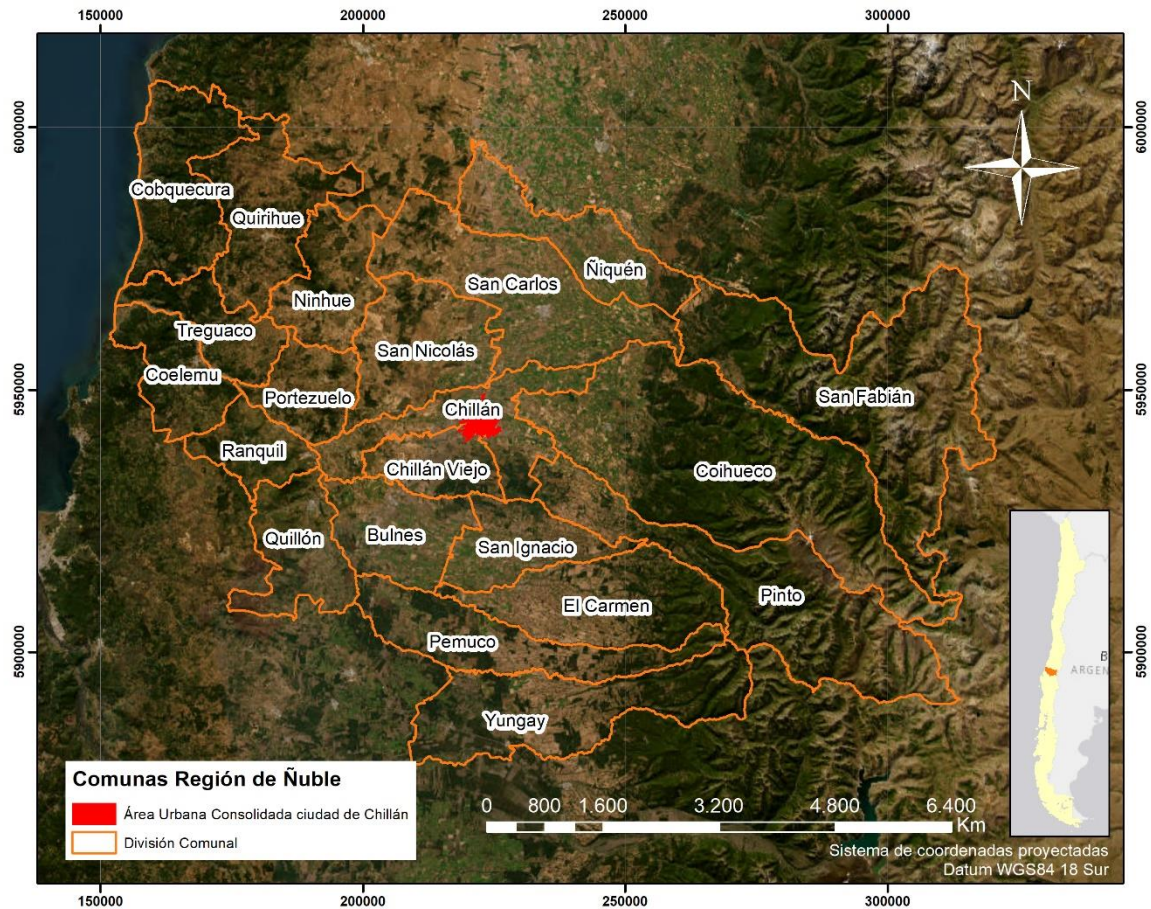 150000 200000 250000 300000
N
6000000 6000000
Cobquecura
Quirihue
Ñiquén
San Carlos
Ninhue
Treguaco
San Nicolás
Coelemu
5950000 5950000
Portezuelo
San Fabián
Chillán
Ranquil
Chillán Viejo
Coihueco
Quillón
Bulnes
San Ignacio
Pinto
El Carmen
Pemuco
5900000 5900000
B
ARGEN
Yungay
Comunas Región de Ñuble
Área Urbana Consolidada ciudad de Chillán
División Comunal
0 800 1.600 3.200 4.800 6.400
Km
Sistema de coordenadas proyectadas
Datum WGS84 18 Sur
150000 200000 250000 300000